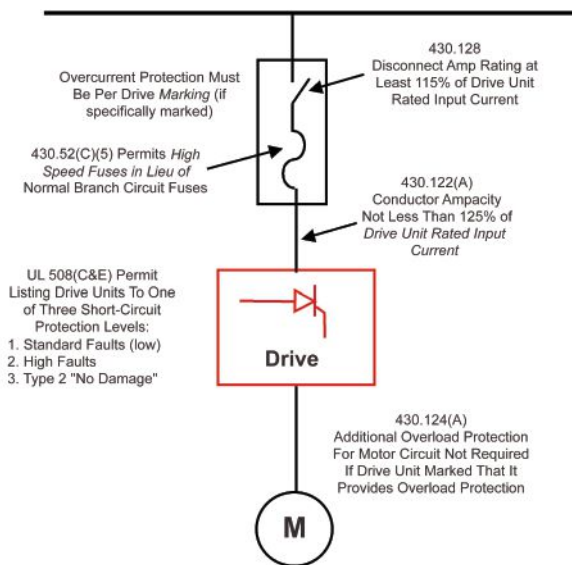 430.128
Disconnect Amp Rating at
Least 115% of Drive Unit
Rated Input Current
Overcurrent Protection Must
Be Per Drive Marking (if
specifically marked)
430.52(C)(5) Permits High
Speed Fuses in Lieu of
Normal Branch Circuit Fuses
430.122(A)
Conductor Ampacity
Not Less Than 125% of
Drive Unit Rated Input
Current
UL 508(C&E) Permit
Listing Drive Units To One
of Three Short-Circuit
Protection Levels:
1. Standard Faults (low)
2. High Faults
3. Type 2 "No Damage"
Drive
430.124(A)
Additional Overload Protection
For Motor Circuit Not Required
If Drive Unit Marked That It
Provides Overload Protection
M